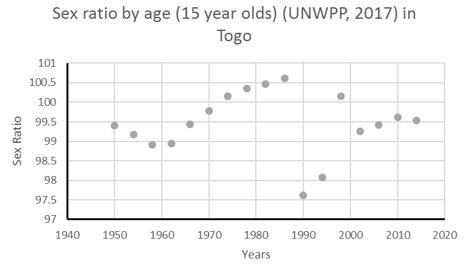 Sex ratio by age (15 year olds) (UNWPP, 2017) in
Togo
101
100.5
100
99.5
99
98.5
98
97.5
97
Sex Ratio
1940 1950 1960 1970 1980 1990 2000 2010 2020
Years